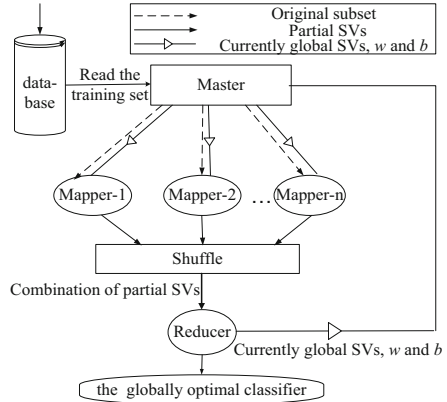 Original subset
Partial SVs
Currently global SVs, w and b
data-
base
Read the
training set
Master
Mapper-1
Mapper-2
...
Mapper-n
Shuffle
Combination of partial SVs
Reducer
Currently global SVs, w and b
the globally optimal classifier